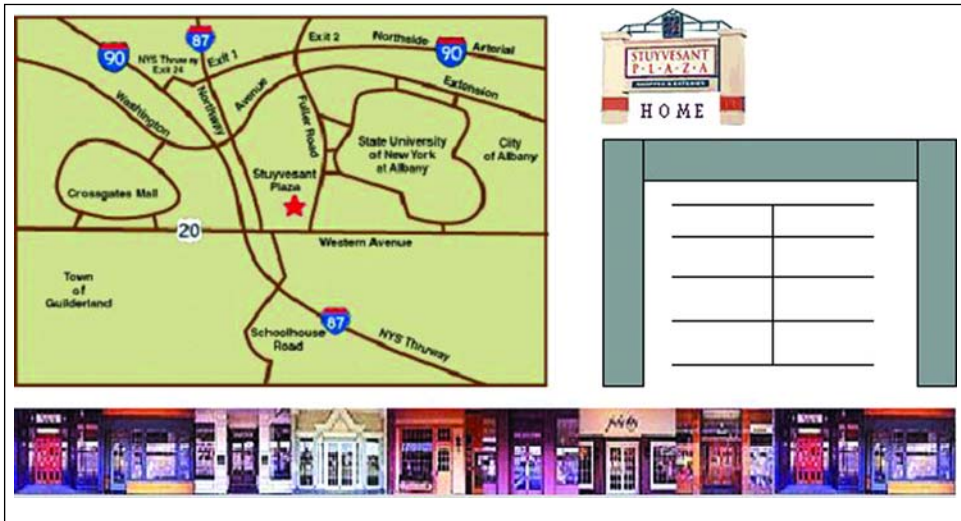 87
Exit 2
Northside
90
Arterial
90
NYS Thruway
Exit 24
Exit 1
Avenue
Extension
Washington
Northway
Fuller Road
State University
of New York
at Albany
City
of Albany
Stuyvesant
Plaza
Crossgates Mall
20
Western Avenue
Town
of
Guilderland
87
Schoolhouse
Road
NYS Thruway
STUYVESANT
P·L·A·Z·A
HOME